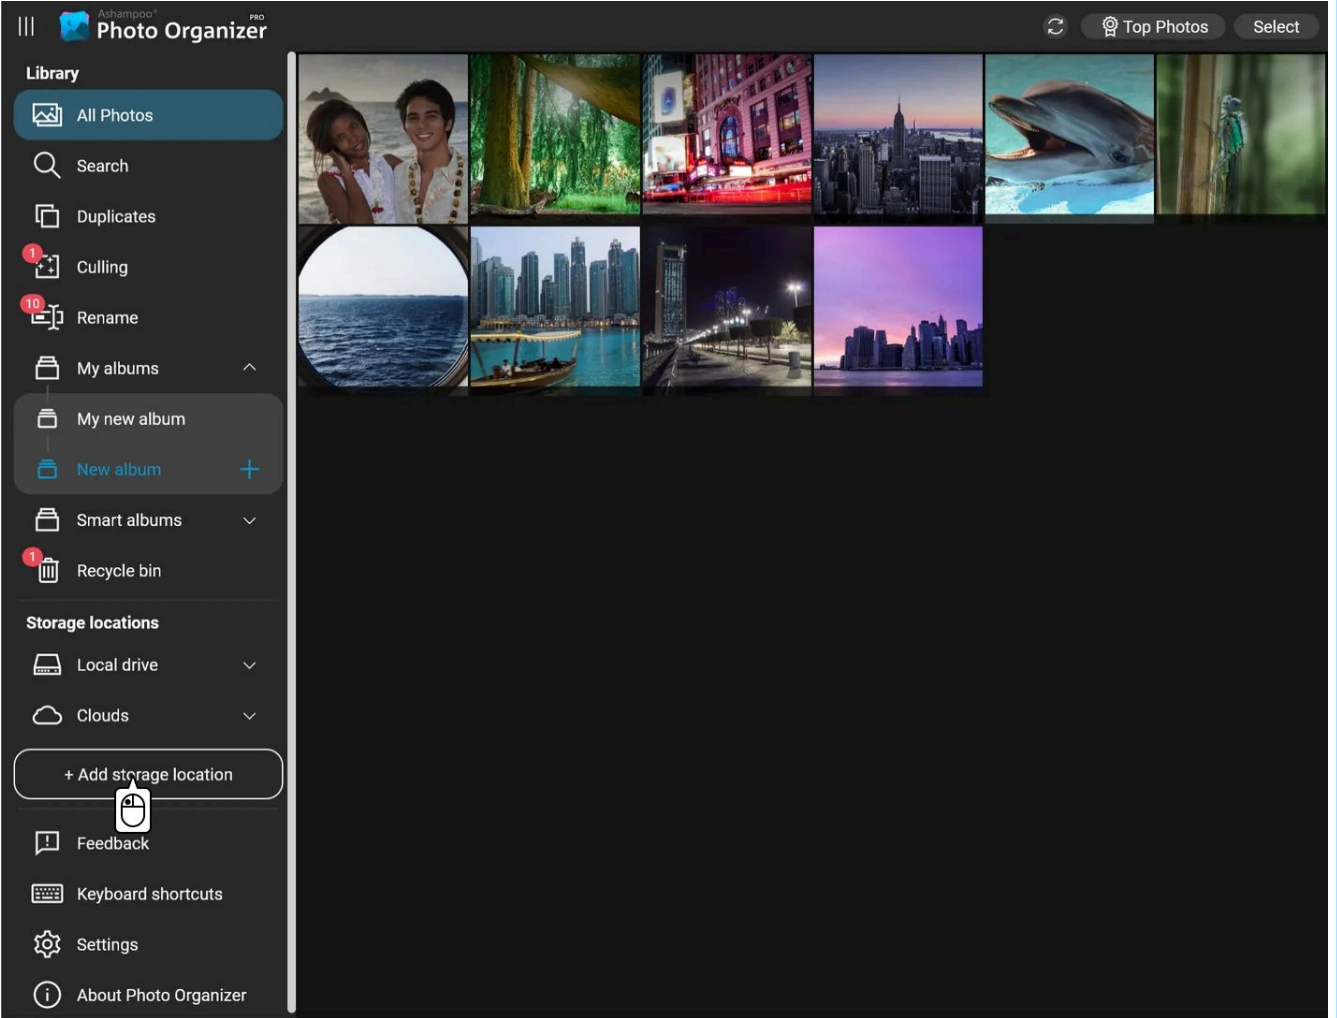 Ashampoo®
Photo Organizer PRO
Top Photos
Select
Library
All Photos
Search
Duplicates
1
Culling
10
Rename
My albums
My new album
New album
Smart albums
1
Recycle bin
Storage locations
Local drive
Clouds
+ Add storage location
Feedback
Keyboard shortcuts
Settings
About Photo Organizer